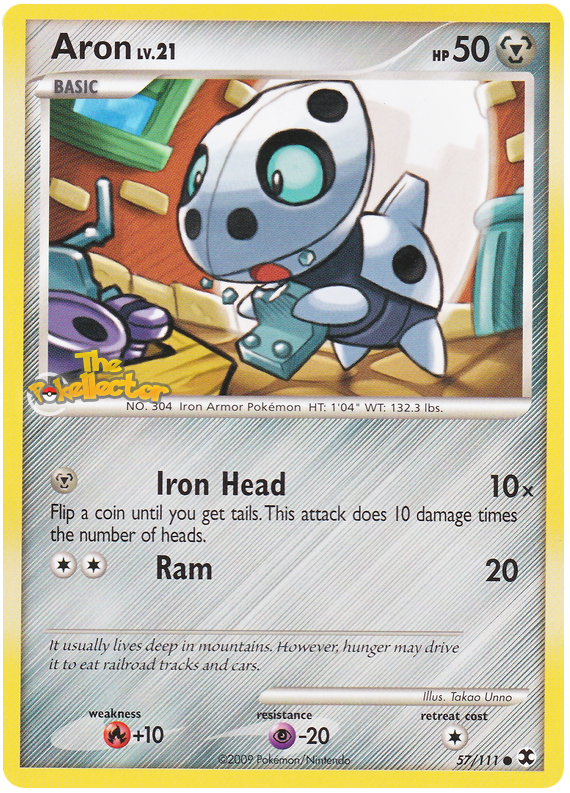 Aron LV.21
HP 50
BASIC
The
Pokellector
NO. 304 Iron Armor Pokémon HT: 1'04" WT: 132.3 lbs.
Iron Head 10x
Flip a coin until you get tails. This attack does 10 damage times
the number of heads.
Ram 20
It usually lives deep in mountains. However, hunger may drive
it to eat railroad tracks and cars.
Illus. Takao Unno
weakness resistance retreat cost
+10 -20
©2009 Pokémon/Nintendo 57/111